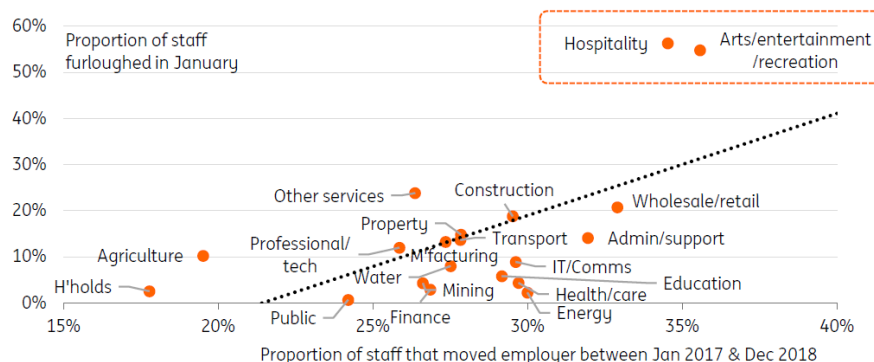 60%
Proportion of staff
furloughed in January
Hospitality
Arts/entertainment
/recreation
50%
40%
30%
Other services
Construction
Wholesale/retail
20%
Property
Professional/
tech
Transport
Admin/support
Agriculture
M'facturing
10%
Water
IT/Comms
Education
H'holds
Mining
Health/care
0%
Public
Finance
Energy
15%
20%
25%
30%
35%
40%
Proportion of staff that moved employer between Jan 2017 & Dec 2018